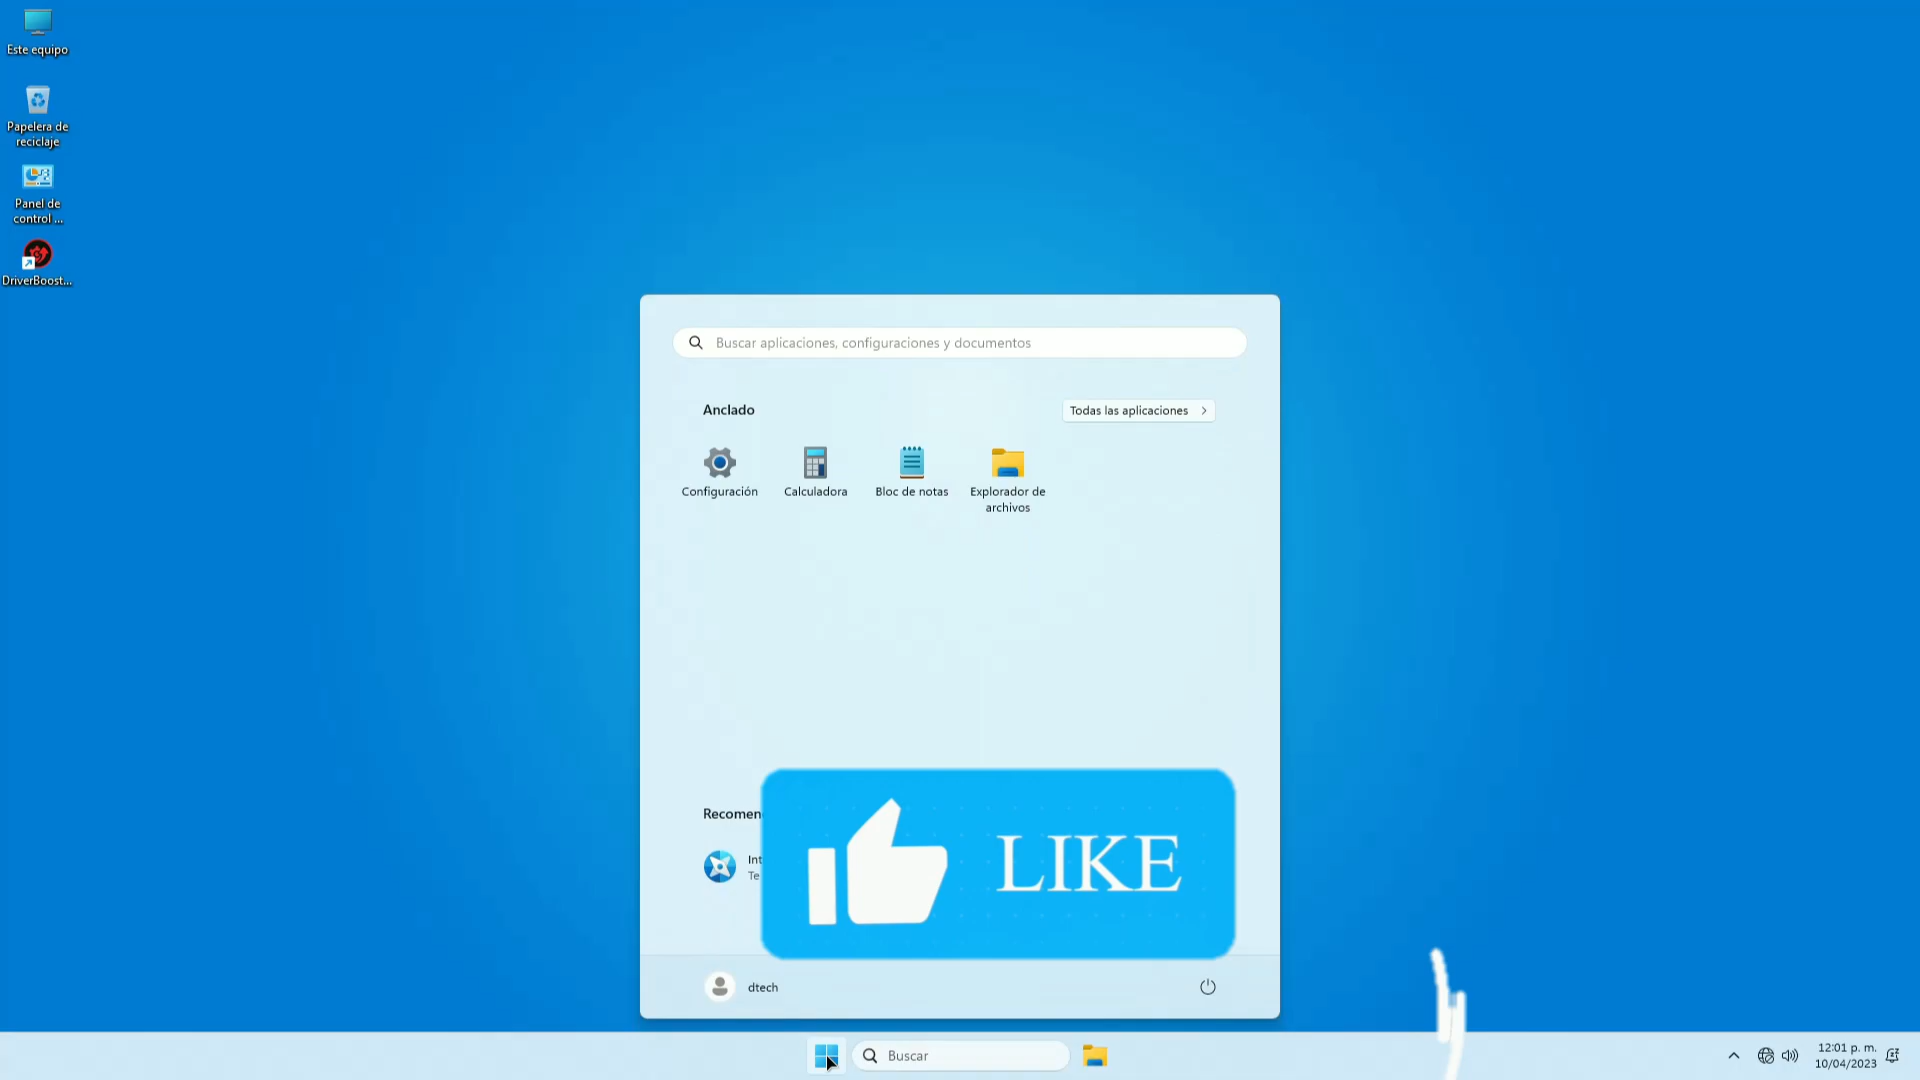 Este equipo
Papelera de
reciclaje
Panel de
control ...
DriverBoost...
Buscar aplicaciones, configuraciones y documentos
Anclado
Todas las aplicaciones
Configuración
Calculadora
Bloc de notas
Explorador de
archivos
Recomen
Int
Te
LIKE
dtech
Buscar
12:01 p. m.
10/04/2023